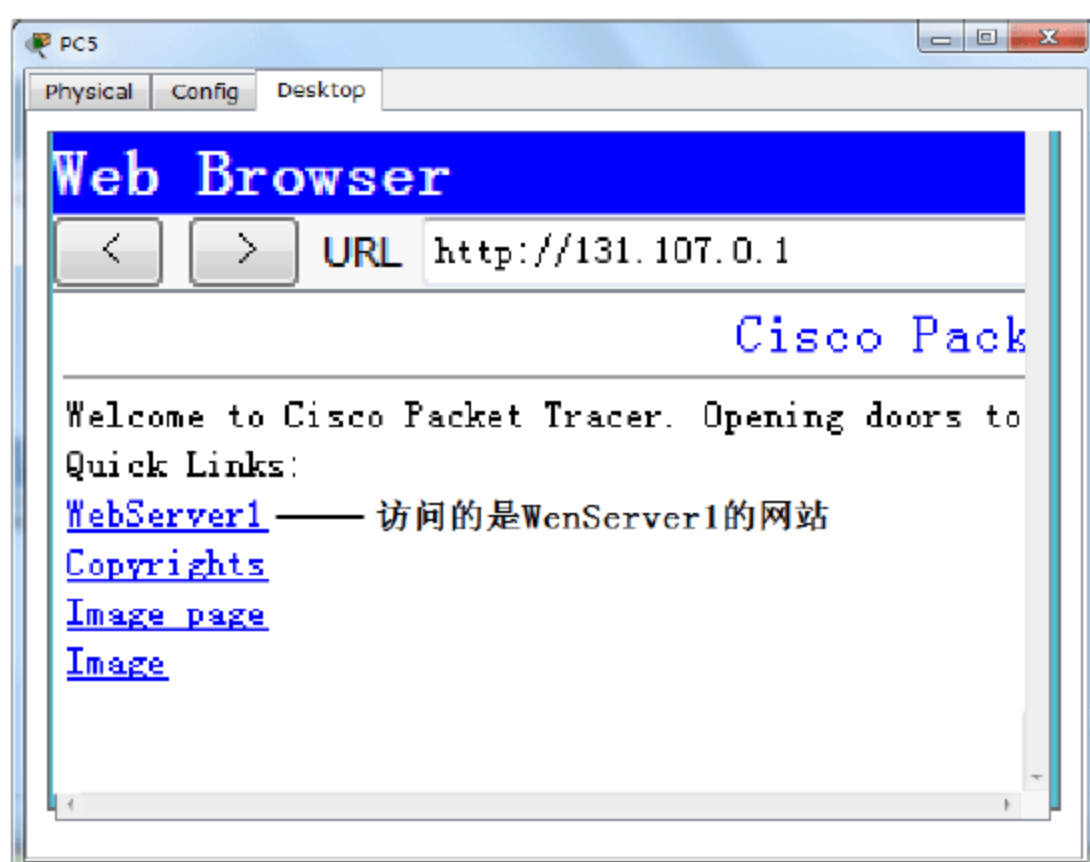 PC5
Physical Config Desktop
Web Browser
< > URL http://131.107.0.1
Cisco Pack
Welcome to Cisco Packet Tracer. Opening doors to
Quick Links:
WebServer1 —— 访问的是WenServer1的网站
Copyrights
Image page
Image